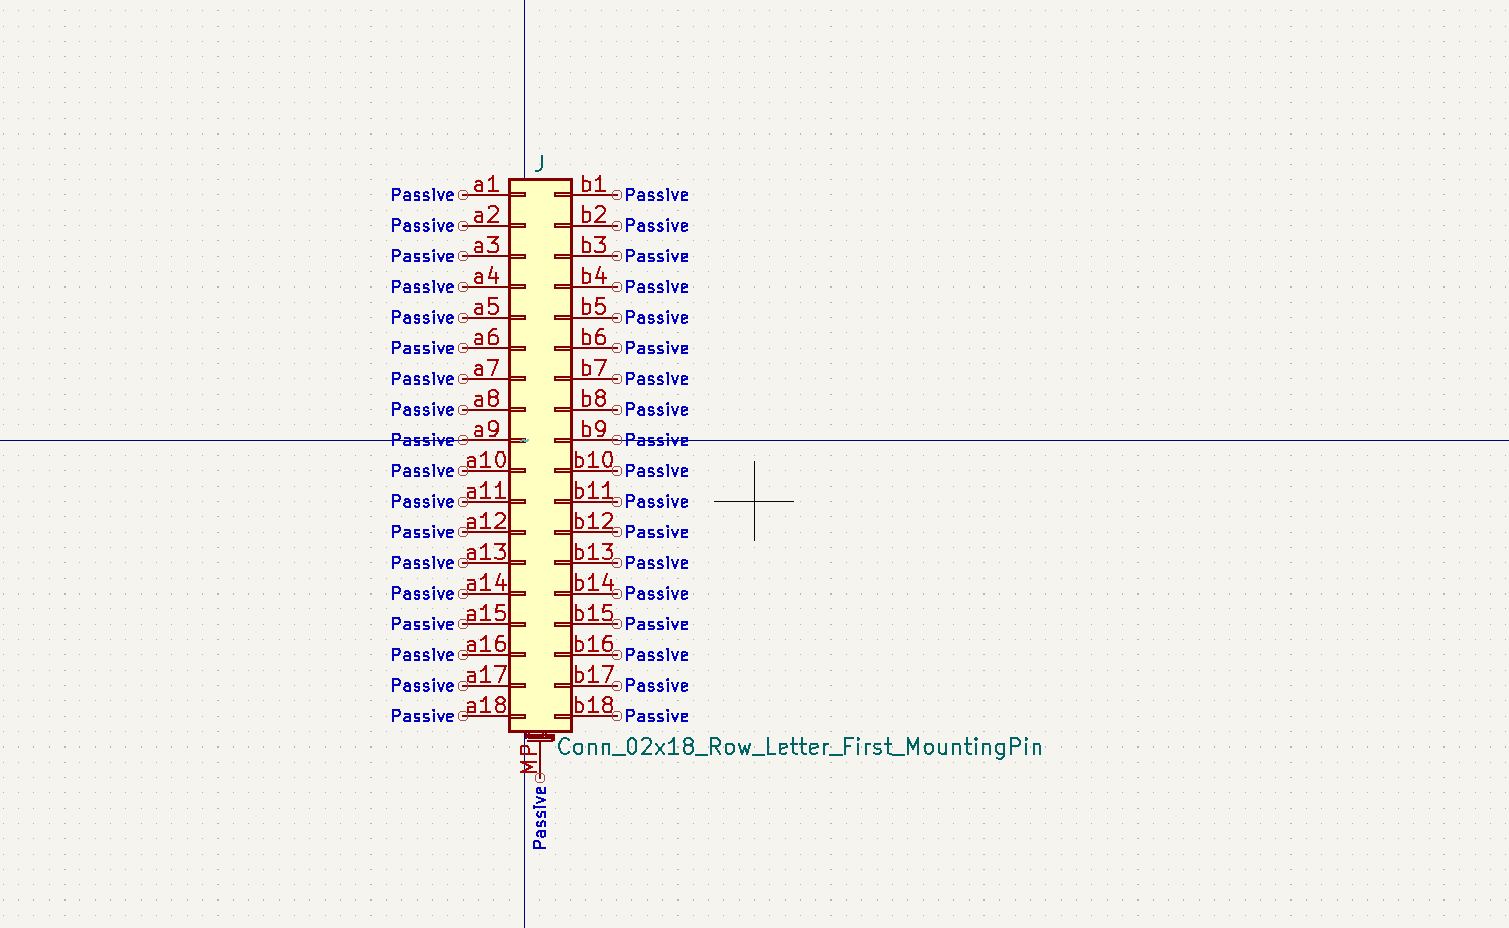 J
Passive a1 b1 Passive
Passive a2 b2 Passive
Passive a3 b3 Passive
Passive a4 b4 Passive
Passive a5 b5 Passive
Passive a6 b6 Passive
Passive a7 b7 Passive
Passive a8 b8 Passive
Passive a9 b9 Passive
Passive a10 b10 Passive
Passive a11 b11 Passive
Passive a12 b12 Passive
Passive a13 b13 Passive
Passive a14 b14 Passive
Passive a15 b15 Passive
Passive a16 b16 Passive
Passive a17 b17 Passive
Passive a18 b18 Passive
MP
Conn_02x18_Row_Letter_First_MountingPin
Passive